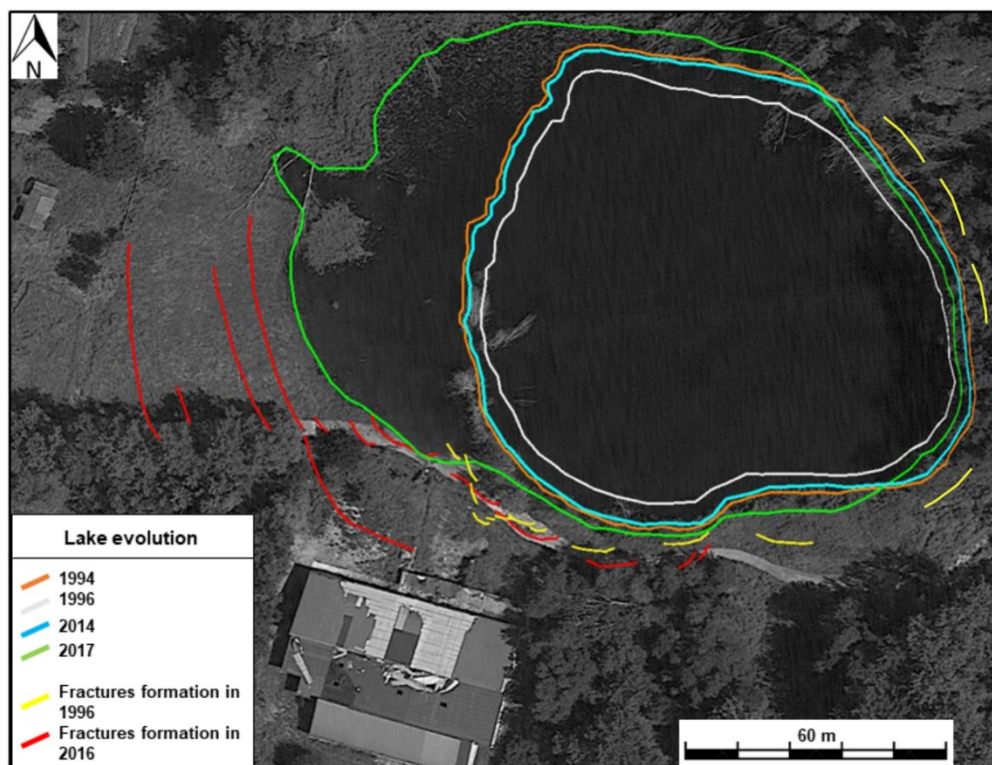 N
Lake evolution
1994
1996
2014
2017
Fractures formation in
1996
Fractures formation in
2016
60 m